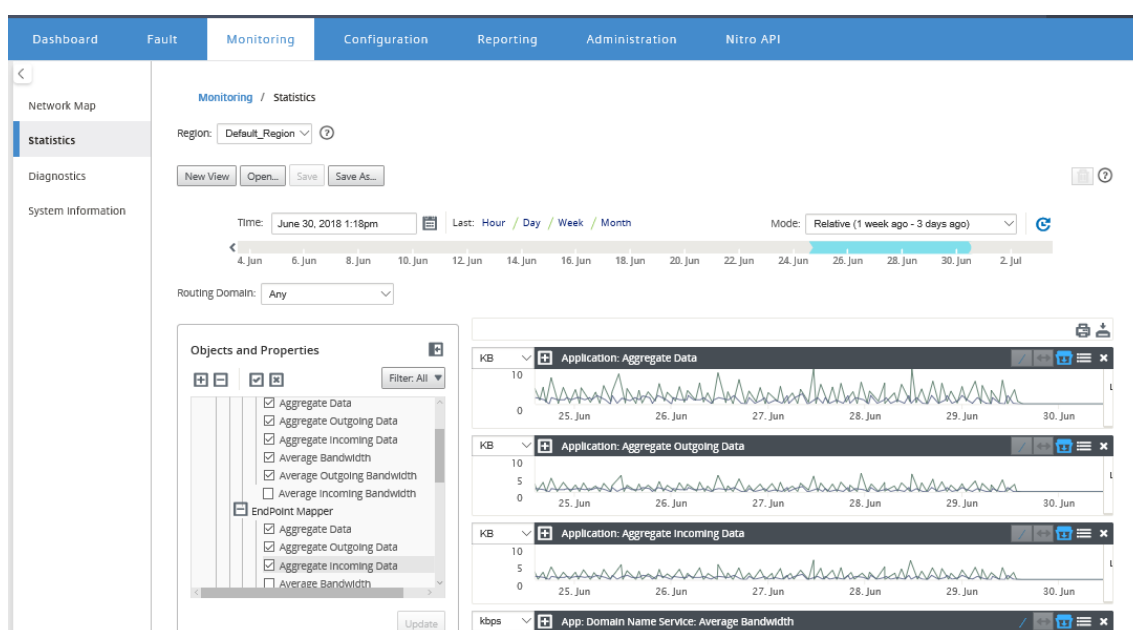 Dashboard Fault Monitoring Configuration Reporting Administration Nitro API
Network Map
Statistics
Diagnostics
System Information
Monitoring / Statistics
Region: Default_Region
New View Open... Save Save As...
Time: June 30, 2018 1:18pm Last: Hour / Day / Week / Month Mode: Relative (1 week ago - 3 days ago)
4. Jun 6. Jun 8. Jun 10. Jun 12. Jun 14. Jun 16. Jun 18. Jun 20. Jun 22. Jun 24. Jun 26. Jun 28. Jun 30. Jun 2. Jul
Routing Domain: Any
Objects and Properties
Filter: All
Aggregate Data
Aggregate Outgoing Data
Aggregate Incoming Data
Average Bandwidth
Average Outgoing Bandwidth
Average Incoming Bandwidth
EndPoint Mapper
Aggregate Data
Aggregate Outgoing Data
Aggregate Incoming Data
Average Bandwidth
Update
KB Application: Aggregate Data
10
0
25. Jun 26. Jun 27. Jun 28. Jun 29. Jun 30. Jun
KB Application: Aggregate Outgoing Data
10
5
0
25. Jun 26. Jun 27. Jun 28. Jun 29. Jun 30. Jun
KB Application: Aggregate Incoming Data
10
5
0
25. Jun 26. Jun 27. Jun 28. Jun 29. Jun 30. Jun
kbps App: Domain Name Service: Average Bandwidth